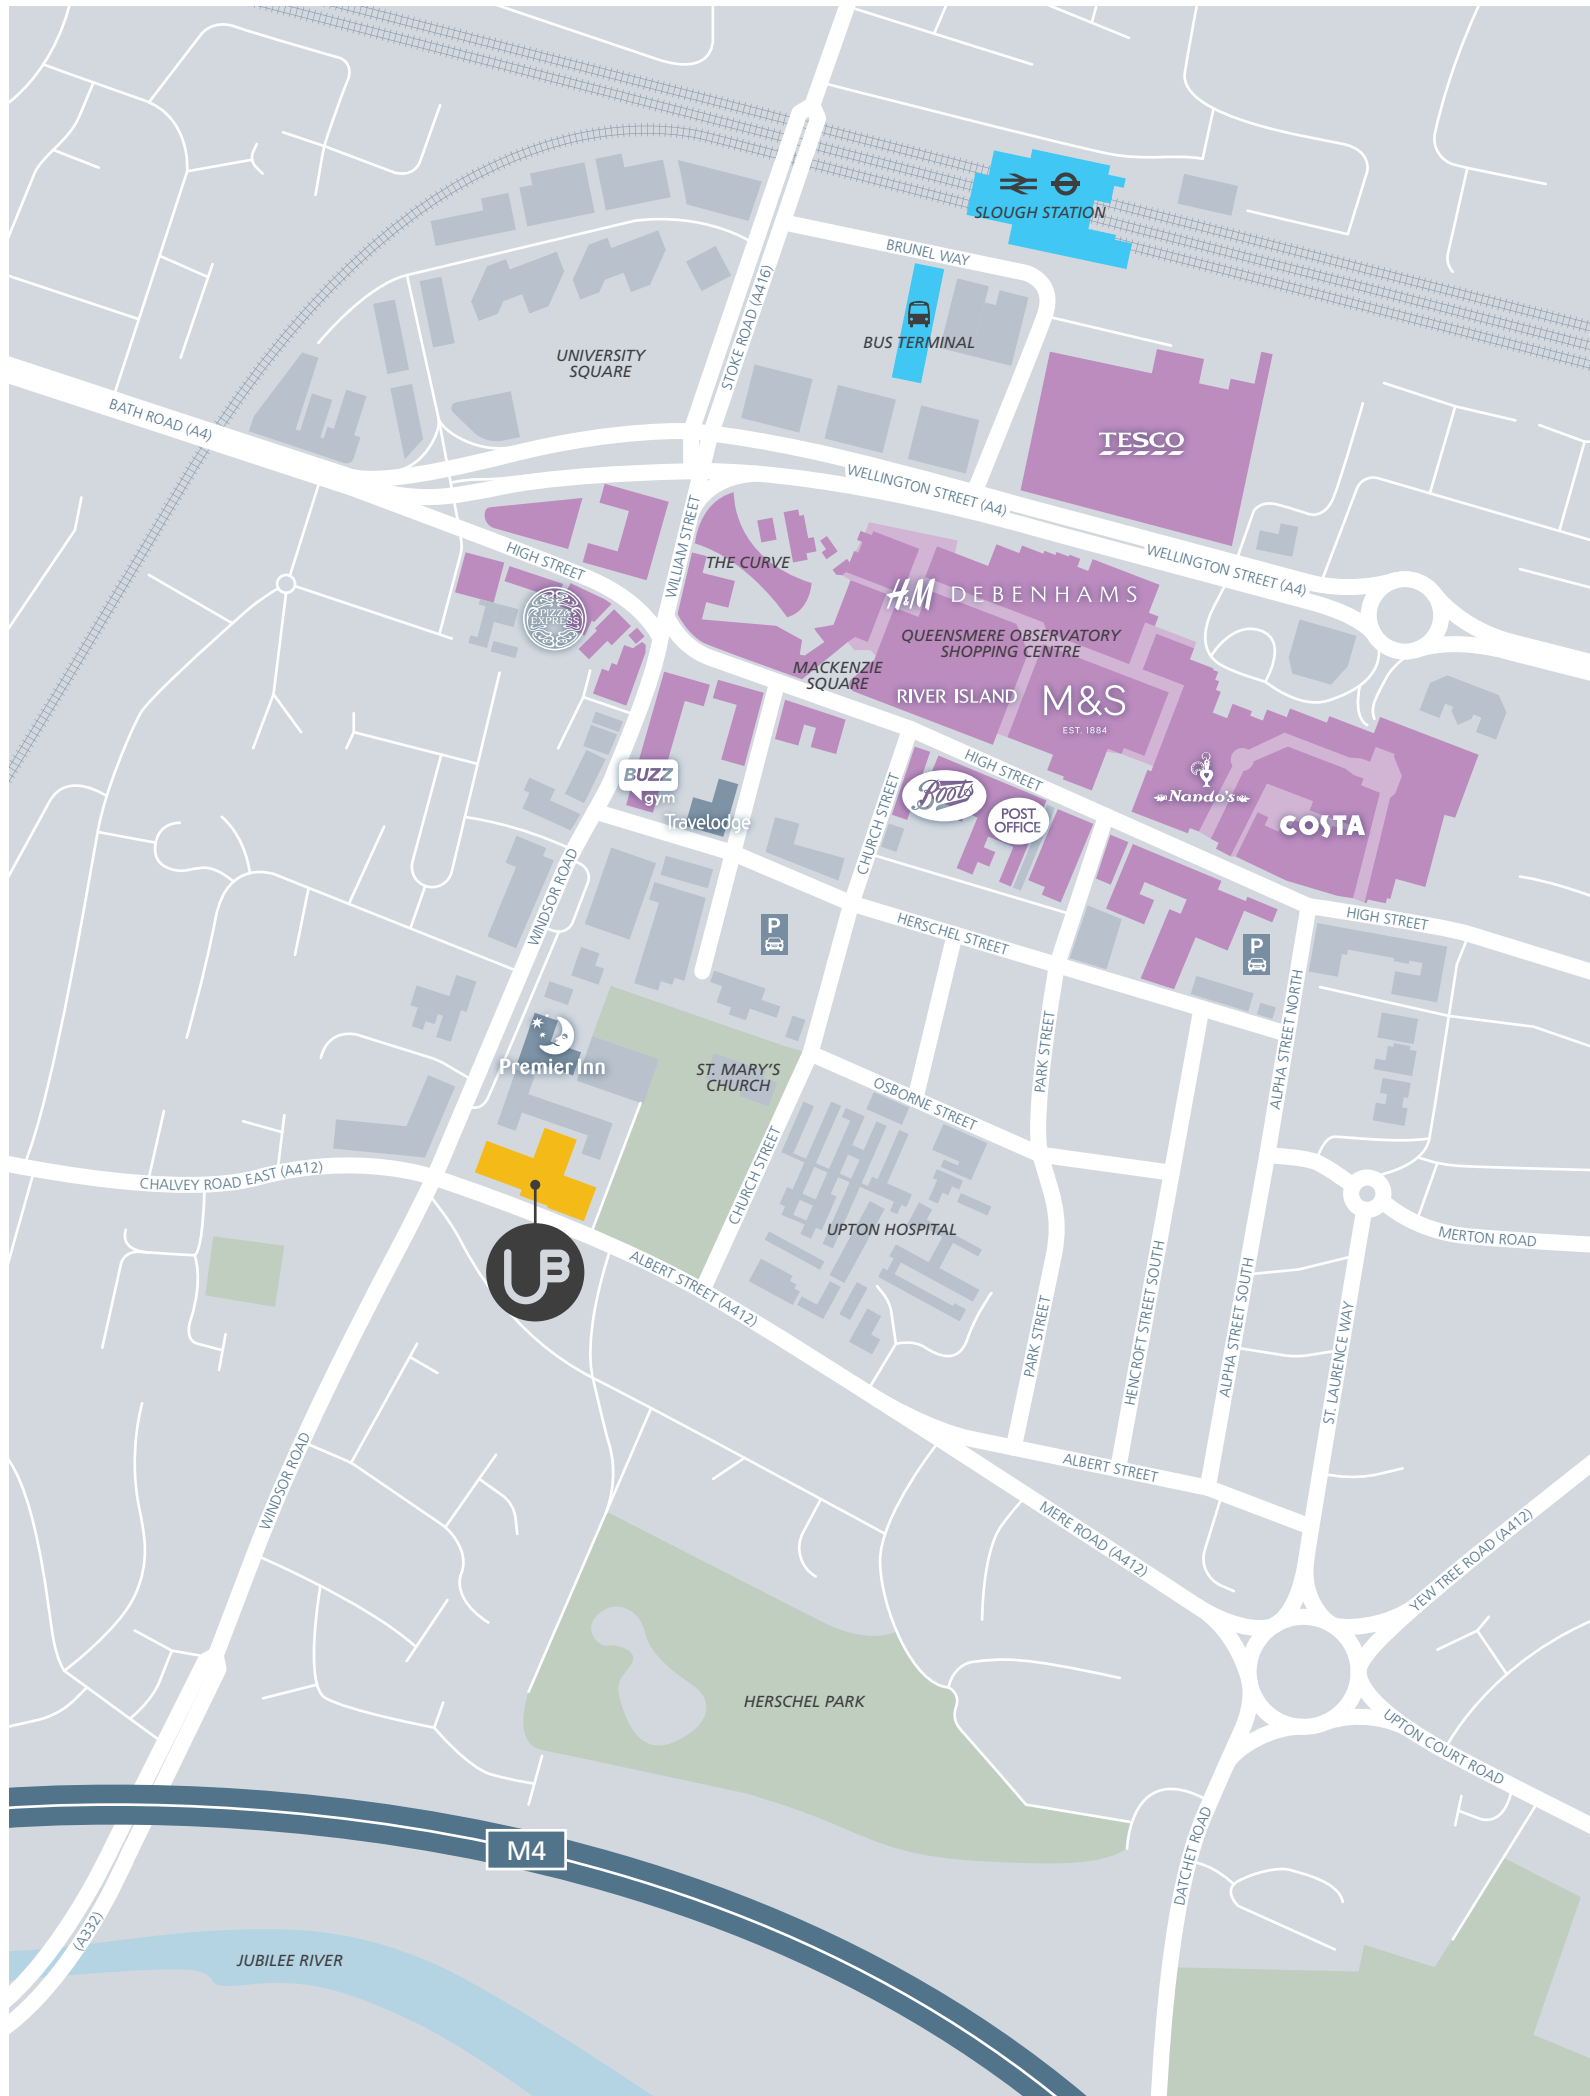 SLOUGH STATION
BRUNEL WAY
STOKE ROAD (A416)
BUS TERMINAL
UNIVERSITY
SQUARE
BATH ROAD (A4)
TESCO
WELLINGTON STREET (A4)
WELLINGTON STREET (A4)
WILLIAM STREET
HIGH STREET
THE CURVE
PIZZA
EXPRESS
H&M
DEBENHAMS
QUEENSMERE OBSERVATORY
SHOPPING CENTRE
MACKENZIE
SQUARE
RIVER ISLAND
M&S
EST. 1884
HIGH STREET
BUZZ
gym
Travelodge
Boots
POST
OFFICE
Nando's
COSTA
CHURCH STREET
WINDSOR ROAD
P
HERSCHEL STREET
HIGH STREET
P
ALPHA STREET NORTH
PARK STREET
Premier Inn
ST. MARY'S
CHURCH
OSBORNE STREET
CHALVEY ROAD EAST (A412)
CHURCH STREET
UPTON HOSPITAL
MERTON ROAD
UB
ALBERT STREET (A412)
PARK STREET
HENCROFT STREET SOUTH
ALPHA STREET SOUTH
ST. LAURENCE WAY
WINDSOR ROAD
ALBERT STREET
MERE ROAD (A412)
YEW TREE ROAD (A412)
HERSCHEL PARK
UPTON COURT ROAD
DATCHET ROAD
M4
(A332)
JUBILEE RIVER